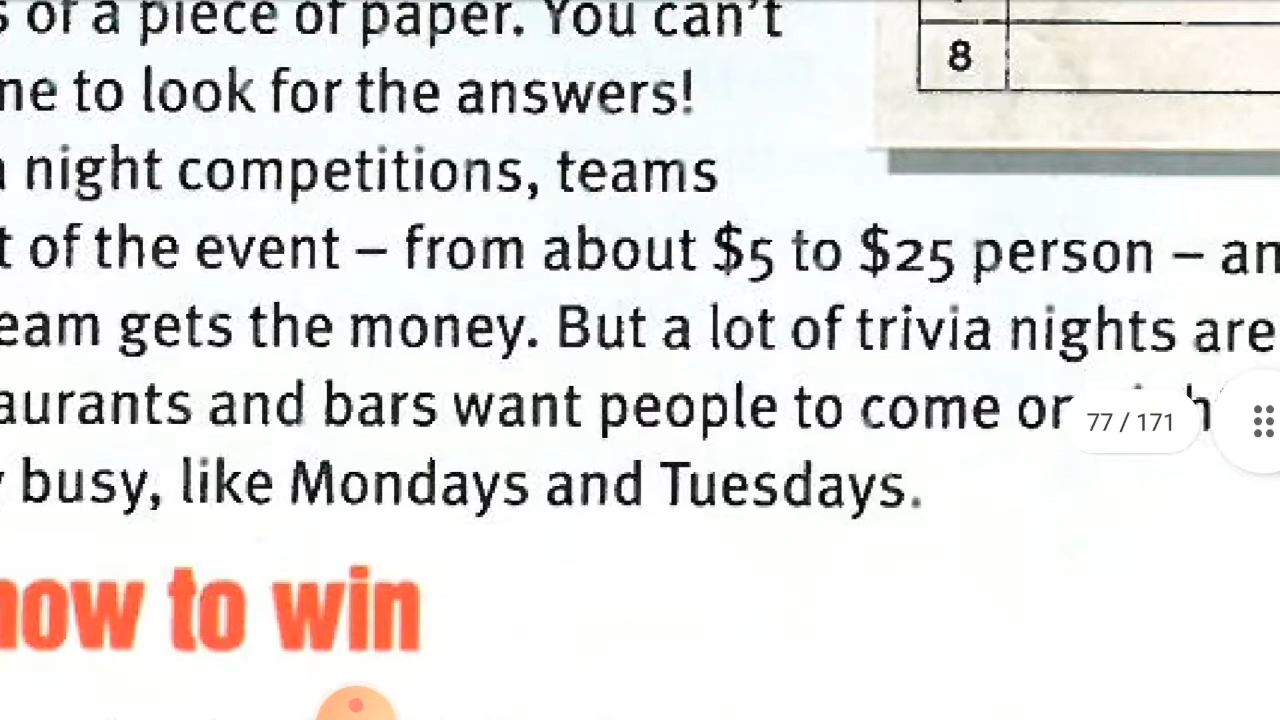 s of a piece of paper. You can't
8
ne to look for the answers!
night competitions, teams
t of the event – from about $5 to $25 person – an
eam gets the money. But a lot of trivia nights are
aurants and bars want people to come or
77 / 171
busy, like Mondays and Tuesdays.
how to win